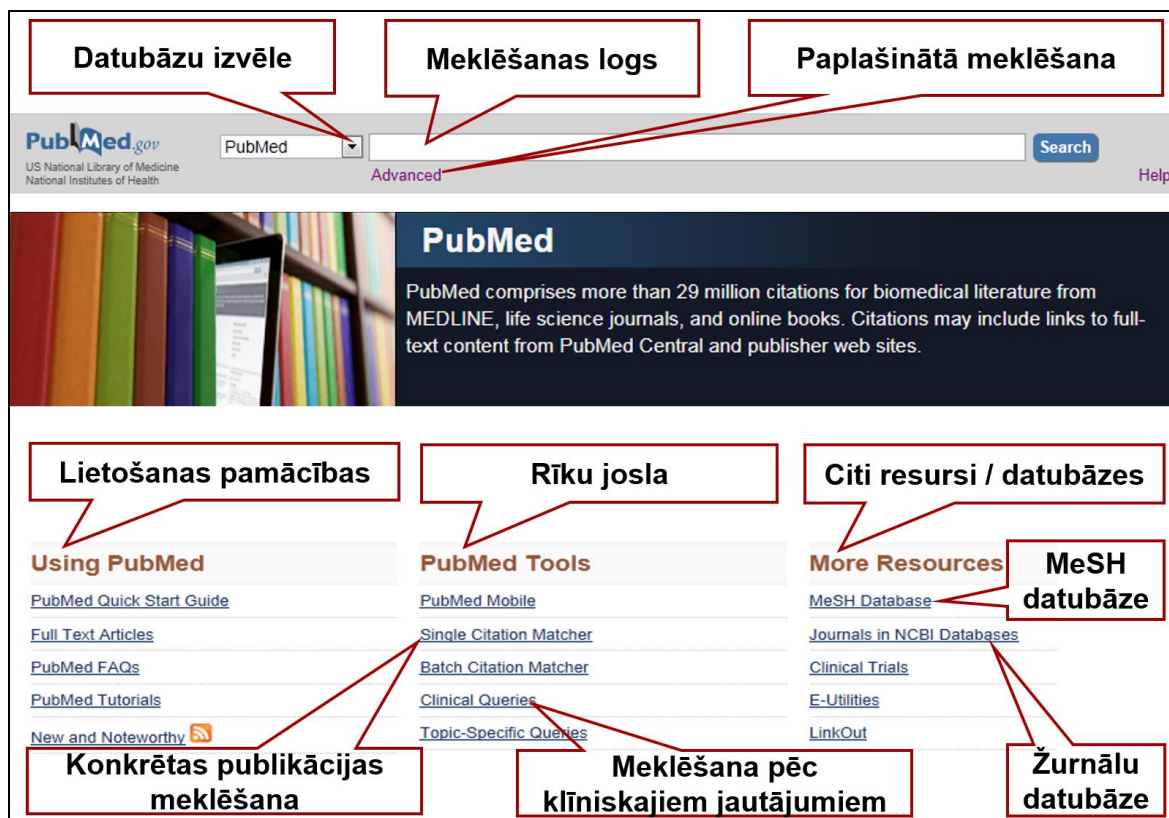 Datubāzu izvēle
Meklēšanas logs
Paplašinātā meklēšana
PubMed.gov
US National Library of Medicine
National Institutes of Health
PubMed
Search
Advanced
Help
PubMed
PubMed comprises more than 29 million citations for biomedical literature from
MEDLINE, life science journals, and online books. Citations may include links to full-
text content from PubMed Central and publisher web sites.
Lietošanas pamācības
Rīku josla
Citi resursi / datubāzes
Using PubMed
PubMed Quick Start Guide
Full Text Articles
PubMed FAQs
PubMed Tutorials
New and Noteworthy
PubMed Tools
PubMed Mobile
Single Citation Matcher
Batch Citation Matcher
Clinical Queries
Topic-Specific Queries
More Resources
MeSH Database
Journals in NCBI Databases
Clinical Trials
E-Utilities
LinkOut
MeSH
datubāze
Konkrētas publikācijas
meklēšana
Meklēšana pēc
klīniskajiem jautājumiem
Žurnālu
datubāze